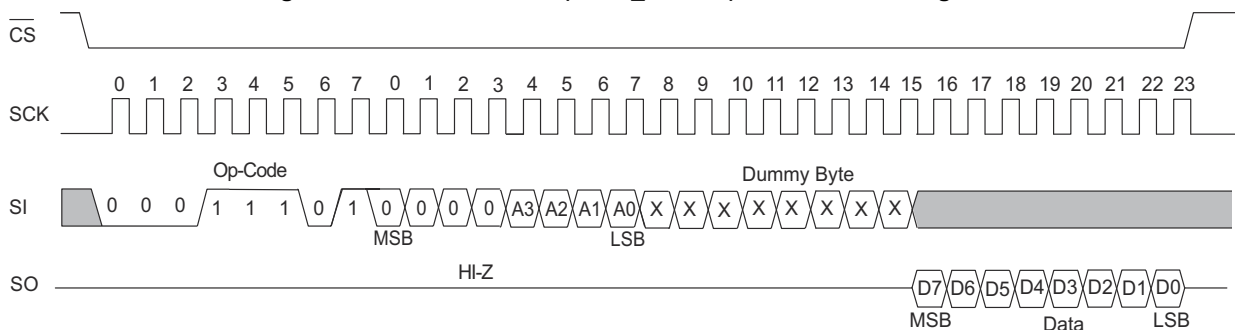 CS
0 1 2 3 4 5 6 7 0 1 2 3 4 5 6 7 8 9 10 11 12 13 14 15 16 17 18 19 20 21 22 23
SCK
Op-Code Dummy Byte
SI 0 0 0 1 1 1 0 1 0 0 0 0 A3 A2 A1 A0 X X X X X X X X
MSB LSB
HI-Z
SO D7 D6 D5 D4 D3 D2 D1 D0
MSB Data LSB